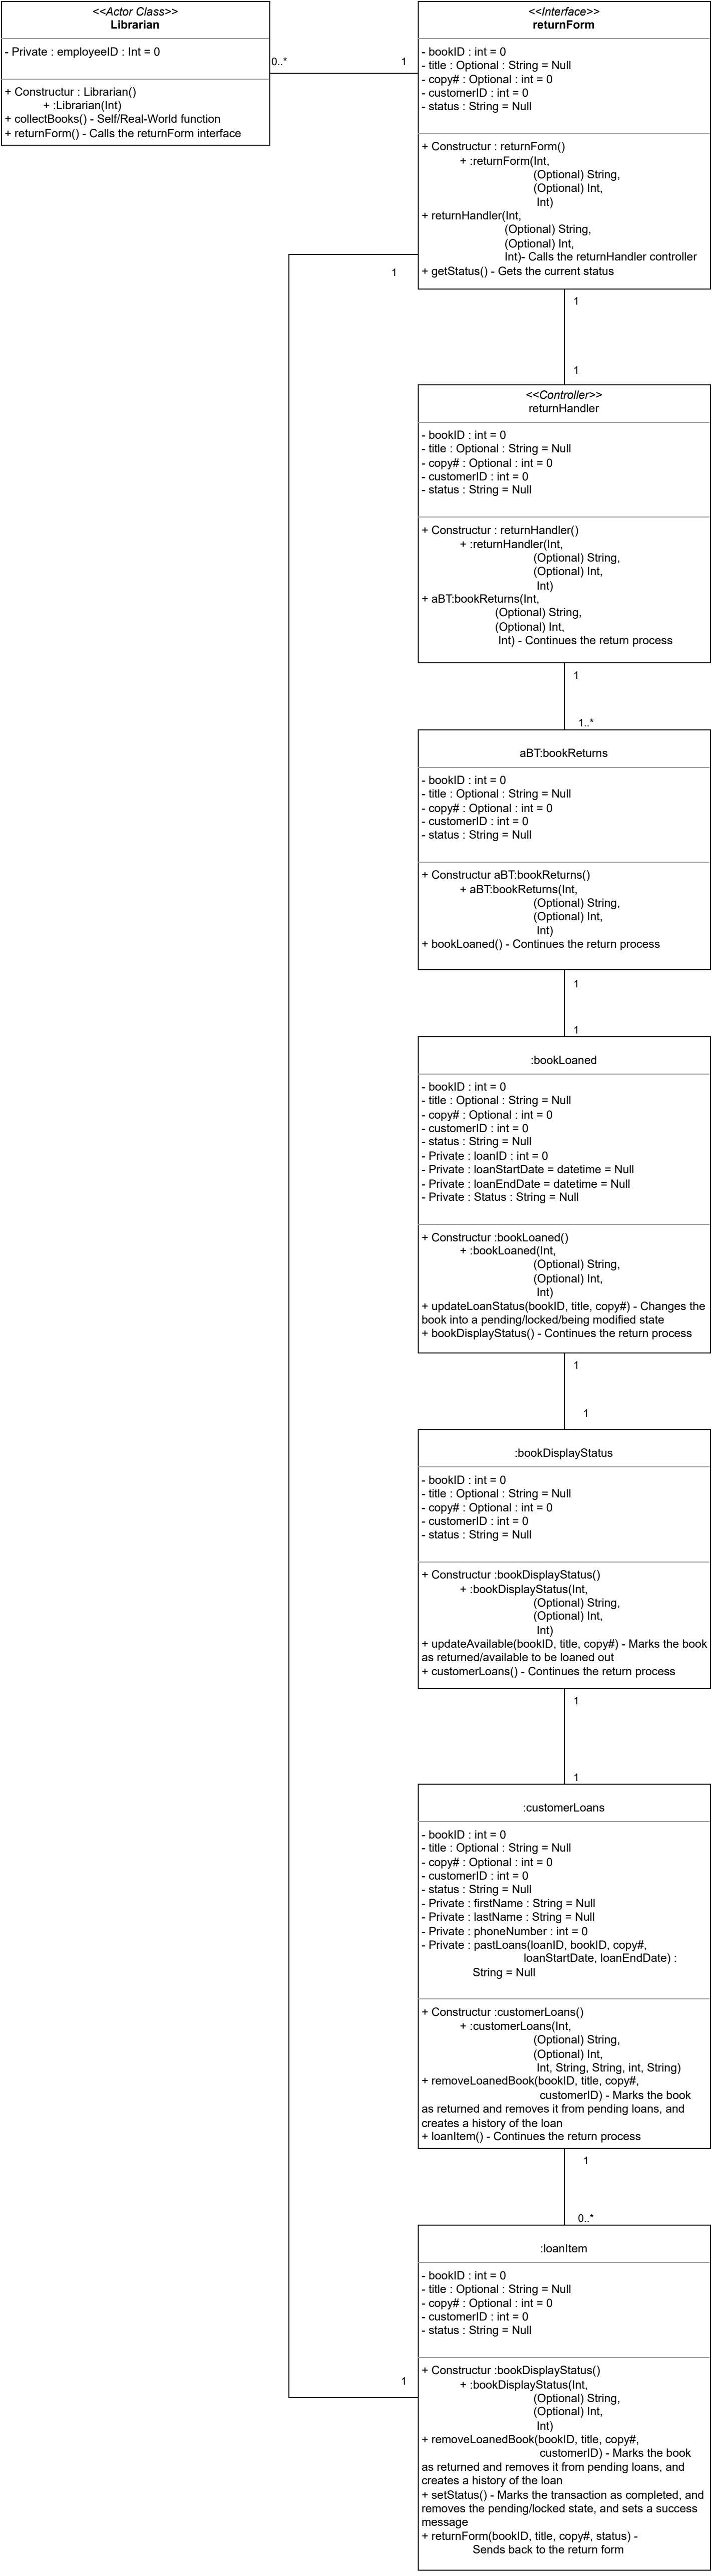 <<Actor Class>>
Librarian
- Private : employeeID : Int = 0
+ Constructur : Librarian()
+ :Librarian(Int)
+ collectBooks() - Self/Real-World function
+ returnForm() - Calls the returnForm interface
0..*
1
<<Interface>>
returnForm
- bookID : int = 0
- title : Optional : String = Null
- copy# : Optional : int = 0
- customerID : int = 0
- status : String = Null
+ Constructur : returnForm()
+ :returnForm(Int,
(Optional) String,
(Optional) Int,
Int)
+ returnHandler(Int,
(Optional) String,
(Optional) Int,
Int)- Calls the returnHandler controller
+ getStatus() - Gets the current status
1
1
1
<<Controller>>
returnHandler
- bookID : int = 0
- title : Optional : String = Null
- copy# : Optional : int = 0
- customerID : int = 0
- status : String = Null
+ Constructur : returnHandler()
+ :returnHandler(Int,
(Optional) String,
(Optional) Int,
Int)
+ aBT:bookReturns(Int,
(Optional) String,
(Optional) Int,
Int) - Continues the return process
1
1..*
aBT:bookReturns
- bookID : int = 0
- title : Optional : String = Null
- copy# : Optional : int = 0
- customerID : int = 0
- status : String = Null
+ Constructur aBT:bookReturns()
+ aBT:bookReturns(Int,
(Optional) String,
(Optional) Int,
Int)
+ bookLoaned() - Continues the return process
1
1
:bookLoaned
- bookID : int = 0
- title : Optional : String = Null
- copy# : Optional : int = 0
- customerID : int = 0
- status : String = Null
- Private : loanID : int = 0
- Private : loanStartDate = datetime = Null
- Private : loanEndDate = datetime = Null
- Private : Status : String = Null
+ Constructur :bookLoaned()
+ :bookLoaned(Int,
(Optional) String,
(Optional) Int,
Int)
+ updateLoanStatus(bookID, title, copy#) - Changes the
book into a pending/locked/being modified state
+ bookDisplayStatus() - Continues the return process
1
1
:bookDisplayStatus
- bookID : int = 0
- title : Optional : String = Null
- copy# : Optional : int = 0
- customerID : int = 0
- status : String = Null
+ Constructur :bookDisplayStatus()
+ :bookDisplayStatus(Int,
(Optional) String,
(Optional) Int,
Int)
+ updateAvailable(bookID, title, copy#) - Marks the book
as returned/available to be loaned out
+ customerLoans() - Continues the return process
1
1
:customerLoans
- bookID : int = 0
- title : Optional : String = Null
- copy# : Optional : int = 0
- customerID : int = 0
- status : String = Null
- Private : firstName : String = Null
- Private : lastName : String = Null
- Private : phoneNumber : int = 0
- Private : pastLoans(loanID, bookID, copy#,
loanStartDate, loanEndDate) :
String = Null
+ Constructur :customerLoans()
+ :customerLoans(Int,
(Optional) String,
(Optional) Int,
Int, String, String, int, String)
+ removeLoanedBook(bookID, title, copy#,
customerID) - Marks the book
as returned and removes it from pending loans, and
creates a history of the loan
+ loanItem() - Continues the return process
1
0..*
:loanItem
- bookID : int = 0
- title : Optional : String = Null
- copy# : Optional : int = 0
- customerID : int = 0
- status : String = Null
+ Constructur :bookDisplayStatus()
+ :bookDisplayStatus(Int,
(Optional) String,
(Optional) Int,
Int)
+ removeLoanedBook(bookID, title, copy#,
customerID) - Marks the book
as returned and removes it from pending loans, and
creates a history of the loan
+ setStatus() - Marks the transaction as completed, and
removes the pending/locked state, and sets a success
message
+ returnForm(bookID, title, copy#, status) -
Sends back to the return form
1